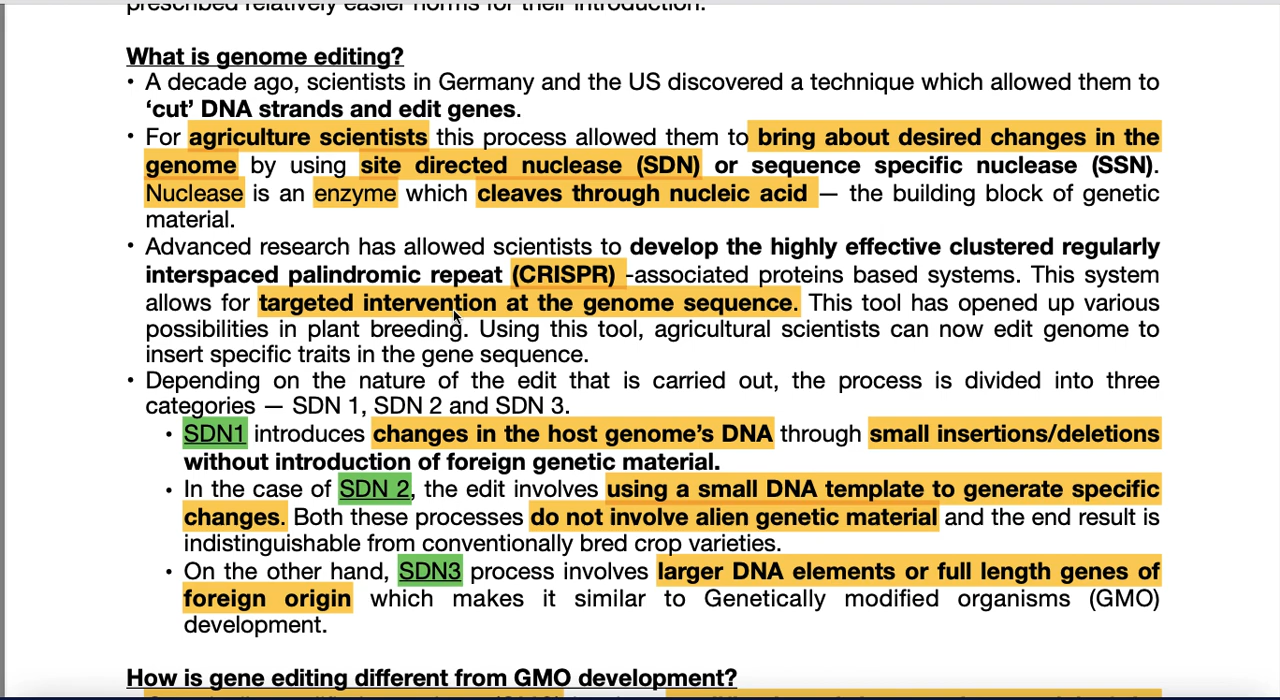 prescribed relatively easier norms for their introduction.
What is genome editing?
• A decade ago, scientists in Germany and the US discovered a technique which allowed them to
‘cut’ DNA strands and edit genes.
• For agriculture scientists this process allowed them to bring about desired changes in the
genome by using site directed nuclease (SDN) or sequence specific nuclease (SSN).
Nuclease is an enzyme which cleaves through nucleic acid — the building block of genetic
material.
• Advanced research has allowed scientists to develop the highly effective clustered regularly
interspaced palindromic repeat (CRISPR) -associated proteins based systems. This system
allows for targeted intervention at the genome sequence. This tool has opened up various
possibilities in plant breeding. Using this tool, agricultural scientists can now edit genome to
insert specific traits in the gene sequence.
• Depending on the nature of the edit that is carried out, the process is divided into three
categories — SDN 1, SDN 2 and SDN 3.
• SDN1 introduces changes in the host genome’s DNA through small insertions/deletions
without introduction of foreign genetic material.
• In the case of SDN 2, the edit involves using a small DNA template to generate specific
changes. Both these processes do not involve alien genetic material and the end result is
indistinguishable from conventionally bred crop varieties.
• On the other hand, SDN3 process involves larger DNA elements or full length genes of
foreign origin which makes it similar to Genetically modified organisms (GMO)
development.
How is gene editing different from GMO development?